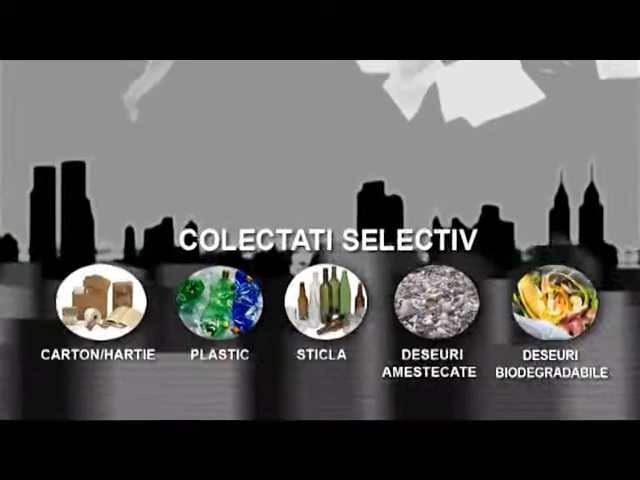 COLECTATI SELECTIV
CARTON/HARTIE
PLASTIC
STICLA
DESEURI
AMESTECATE
DESEURI
BIODEGRADABILE